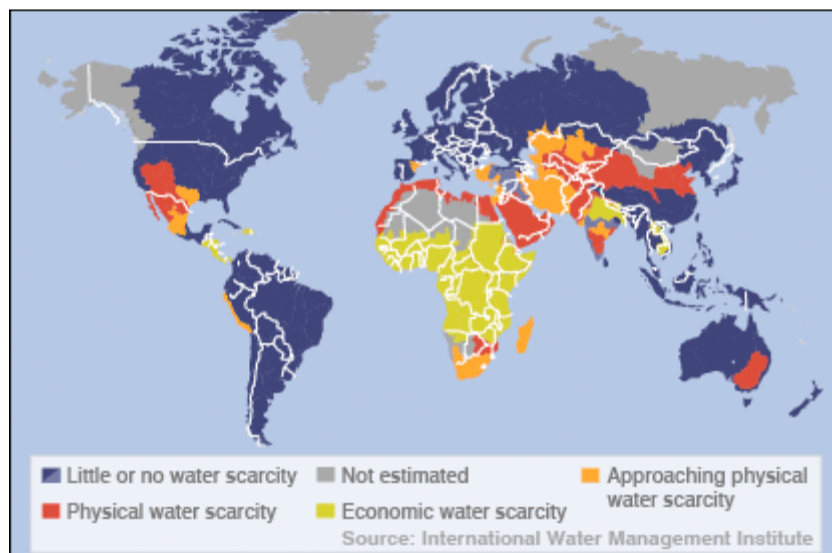 Little or no water scarcity
Not estimated
Approaching physical
water scarcity
Physical water scarcity
Economic water scarcity
Source: International Water Management Institute